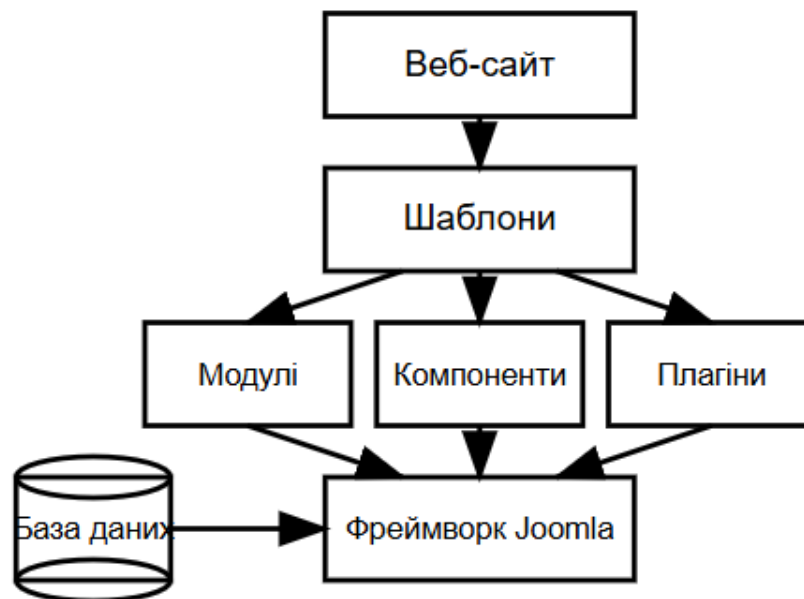 Веб-сайт
Шаблони
Модулі
Компоненти
Плагіни
База даних
Фреймворк Joomla